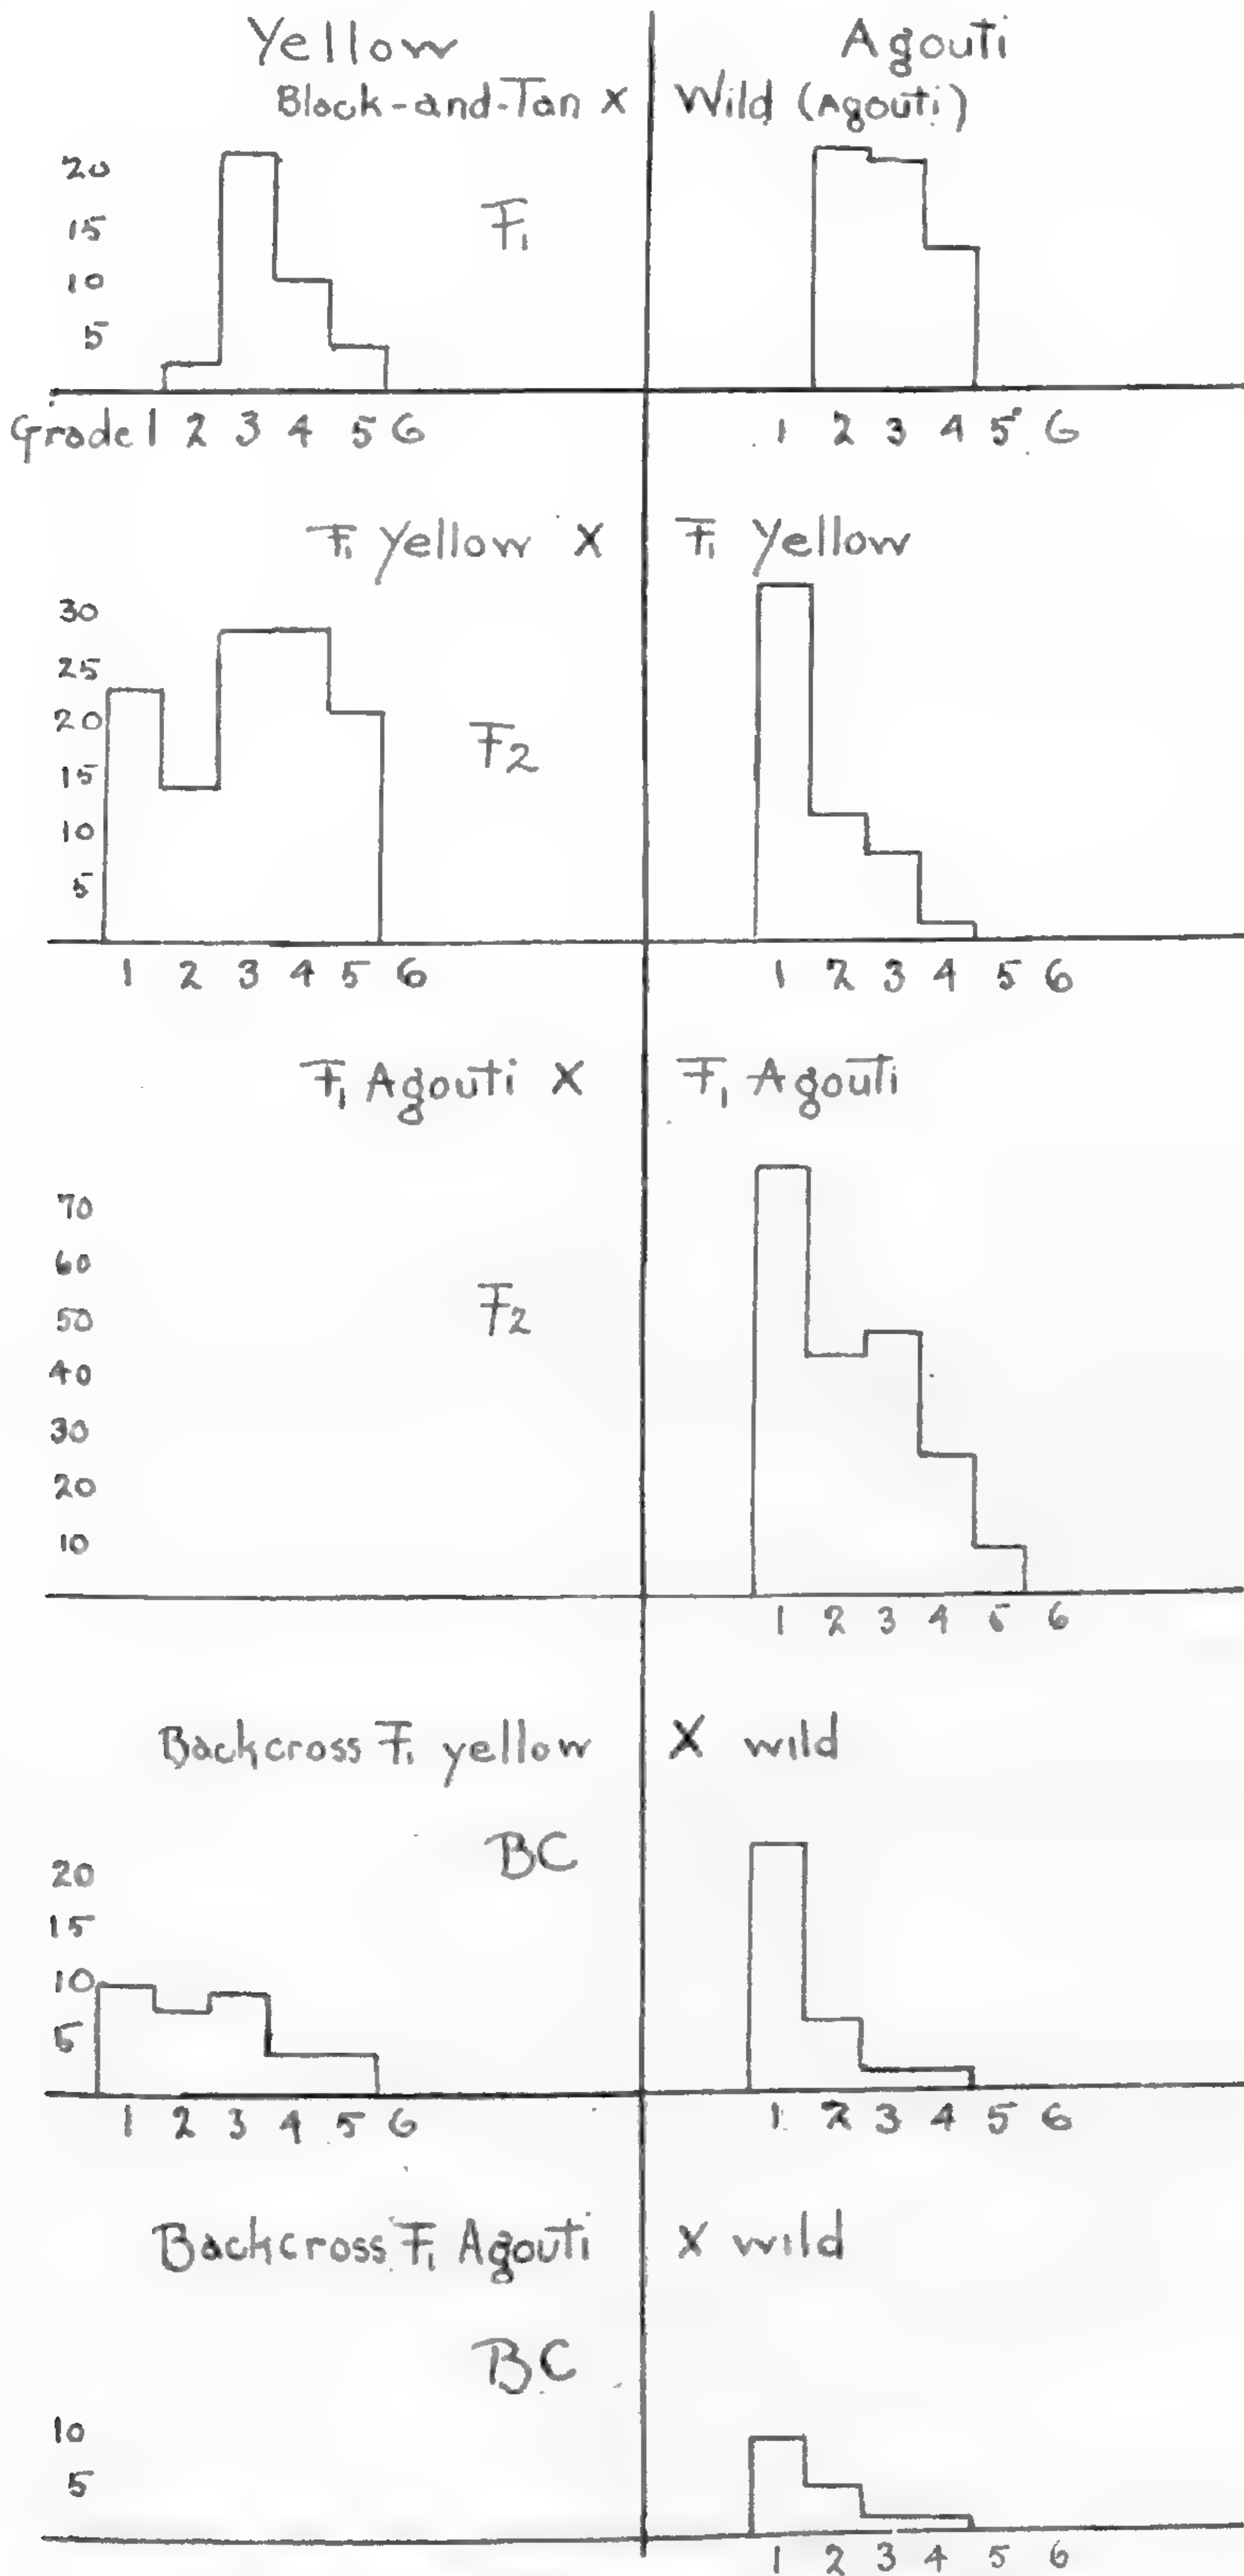 Yellow Agouti
Black-and-Tan X Wild (Agouti)
20
15
F₁
10
5
Grade 1 2 3 4 5 6 1 2 3 4 5 6
F₁ Yellow X F₁ Yellow
30
25
20
F2
15
10
5
1 2 3 4 5 6 1 2 3 4 5 6
F₁ Agouti X F₁ Agouti
70
60
50
F2
40
30
20
10
1 2 3 4 5 6
Backcross F₁ yellow X wild
BC
20
15
10
5
1 2 3 4 5 6 1 2 3 4 5 6
Backcross F₁ Agouti X wild
BC
10
5
1 2 3 4 5 6